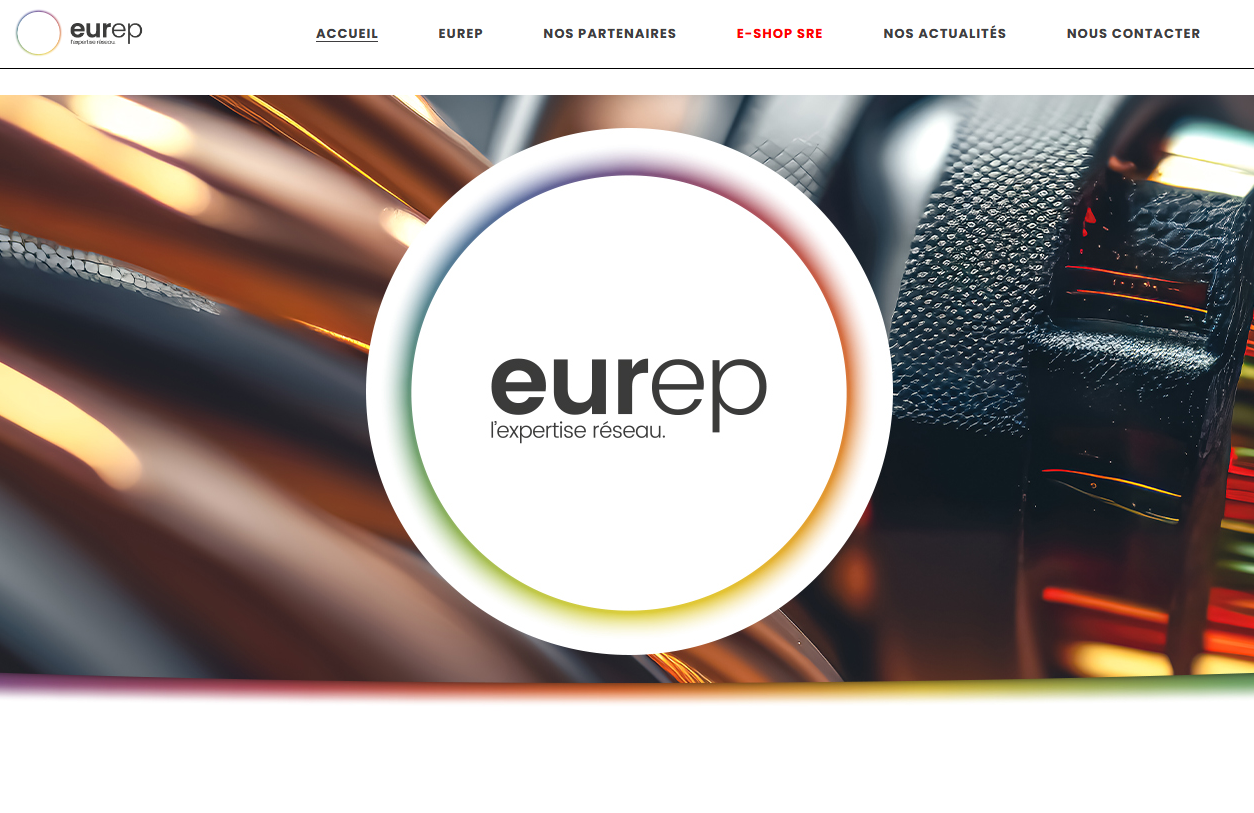 eurep
l'expertise réseau.
ACCUEIL
EUREP
NOS PARTENAIRES
E-SHOP SRE
NOS ACTUALITÉS
NOUS CONTACTER
eurep
l'expertise réseau.